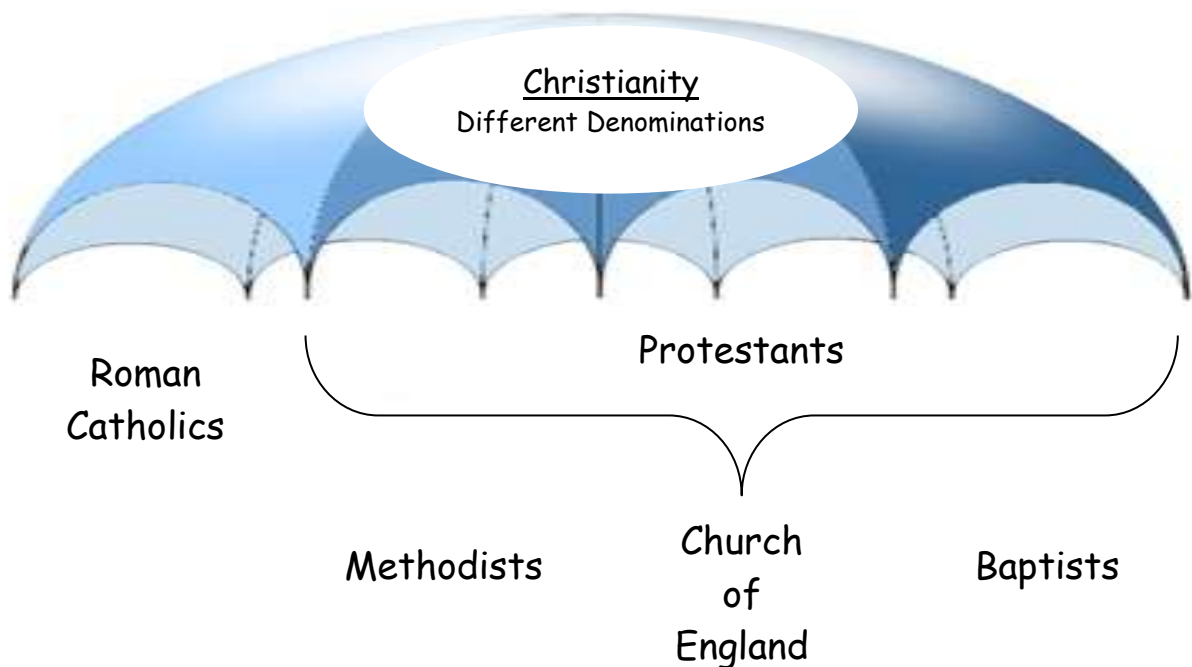 Christianity
Different Denominations
Protestants
Roman
Catholics
Methodists
Church
of
England
Baptists